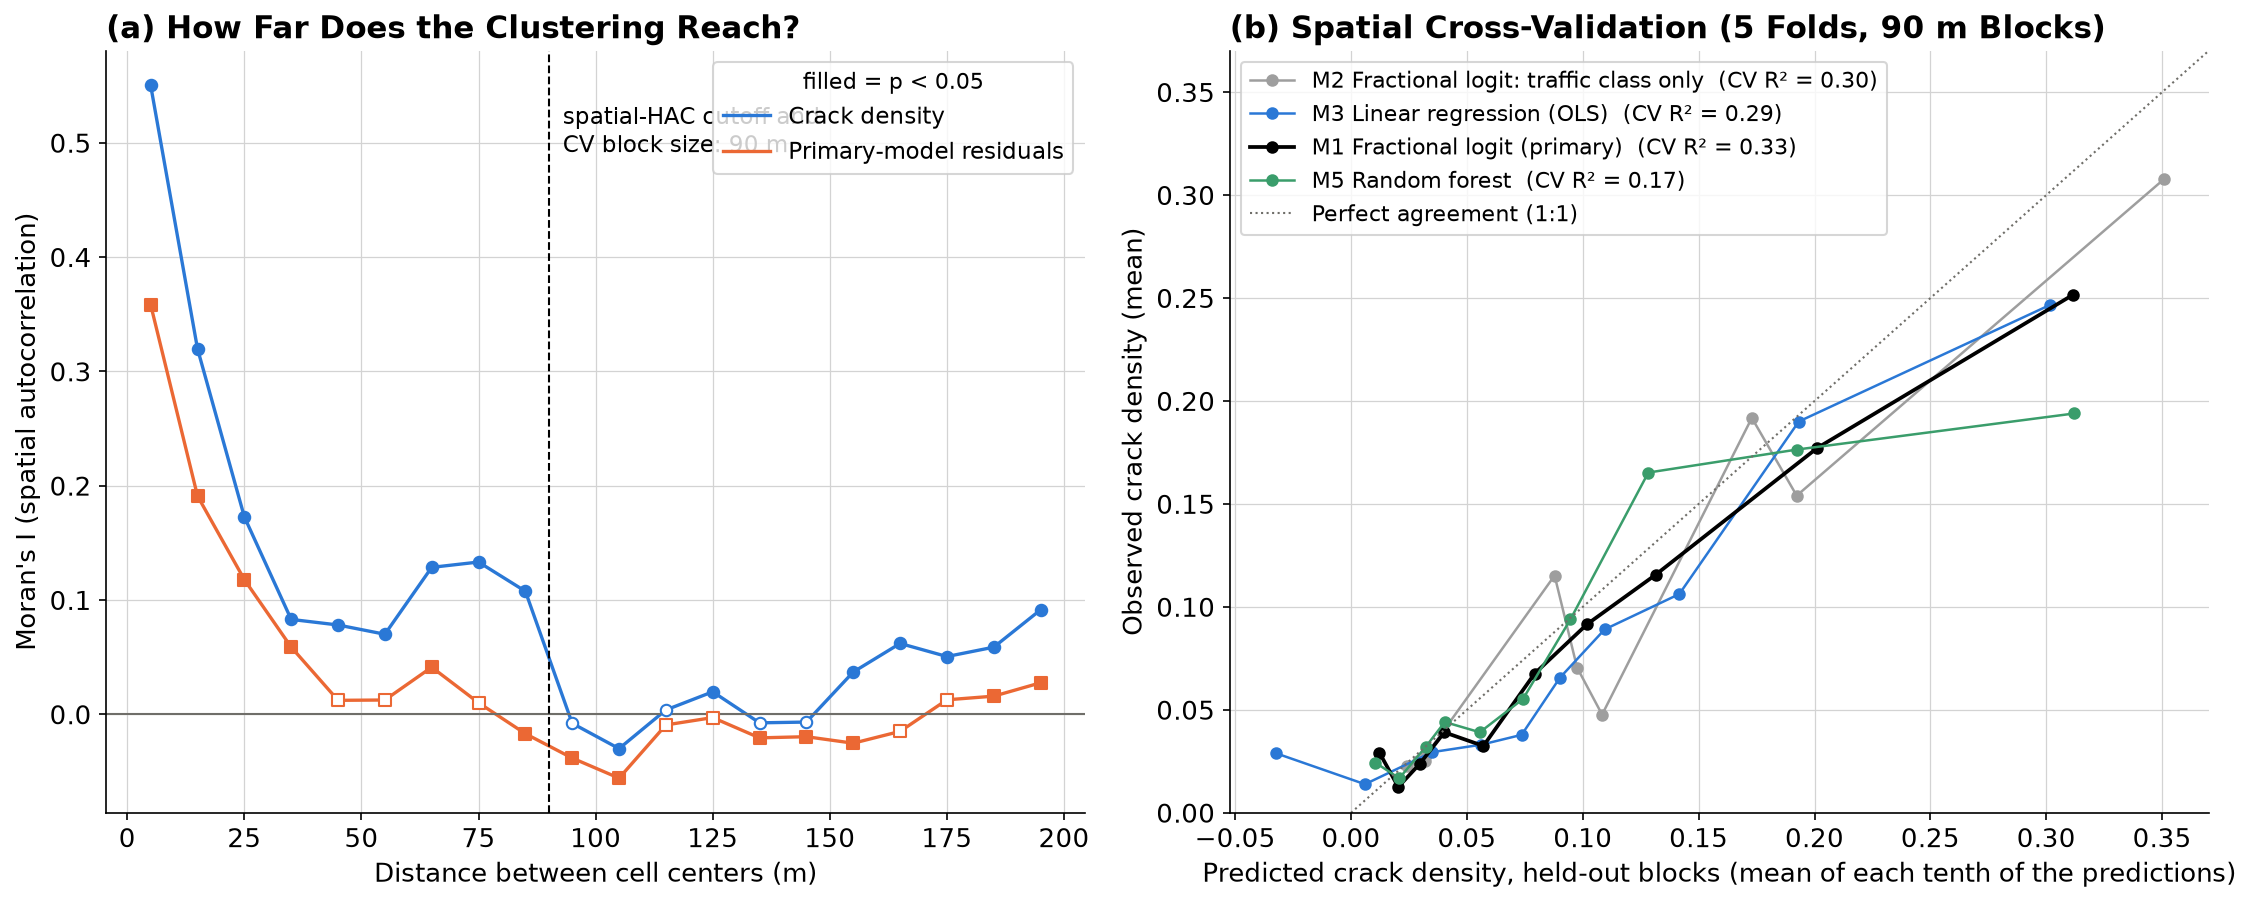 (a) How Far Does the Clustering Reach?
Moran's I (spatial autocorrelation)
0.5
0.4
0.3
0.2
0.1
0.0
spatial-HAC cutoff and
CV block size: 90 m
filled = p < 0.05
Crack density
Primary-model residuals
0 25 50 75 100 125 150 175 200
Distance between cell centers (m)
(b) Spatial Cross-Validation (5 Folds, 90 m Blocks)
Observed crack density (mean)
0.35
0.30
0.25
0.20
0.15
0.10
0.05
0.00
M2 Fractional logit: traffic class only (CV R² = 0.30)
M3 Linear regression (OLS) (CV R² = 0.29)
M1 Fractional logit (primary) (CV R² = 0.33)
M5 Random forest (CV R² = 0.17)
Perfect agreement (1:1)
−0.05 0.00 0.05 0.10 0.15 0.20 0.25 0.30 0.35
Predicted crack density, held-out blocks (mean of each tenth of the predictions)